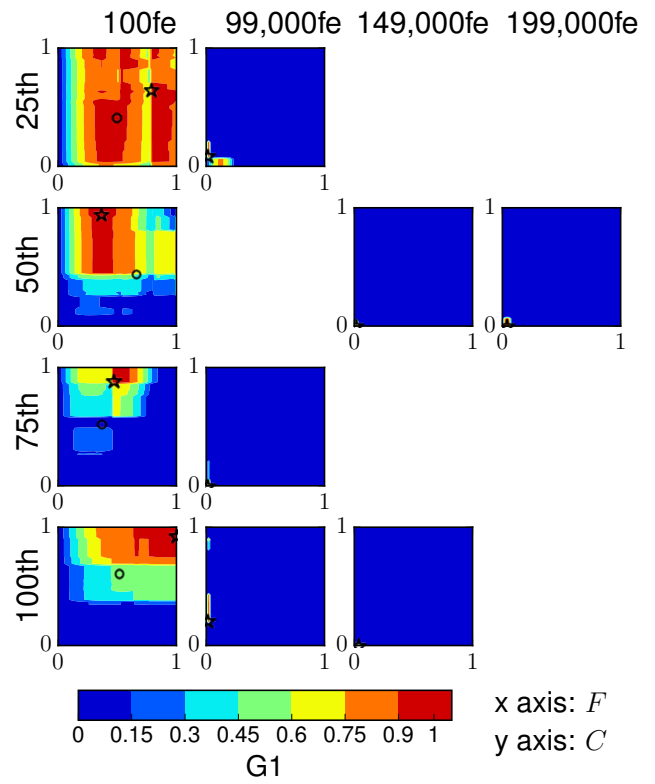 100fe 99,000fe 149,000fe 199,000fe
25th
1 1
0 0
0 1 0 1
50th
1 1 1
0 0 0
0 1 0 1 0 1
75th
1 1
0 0
0 1 0 1
100th
1 1 1
0 0 0
0 1 0 1 0 1
0 0.15 0.3 0.45 0.6 0.75 0.9 1
G1
x axis: F
y axis: C